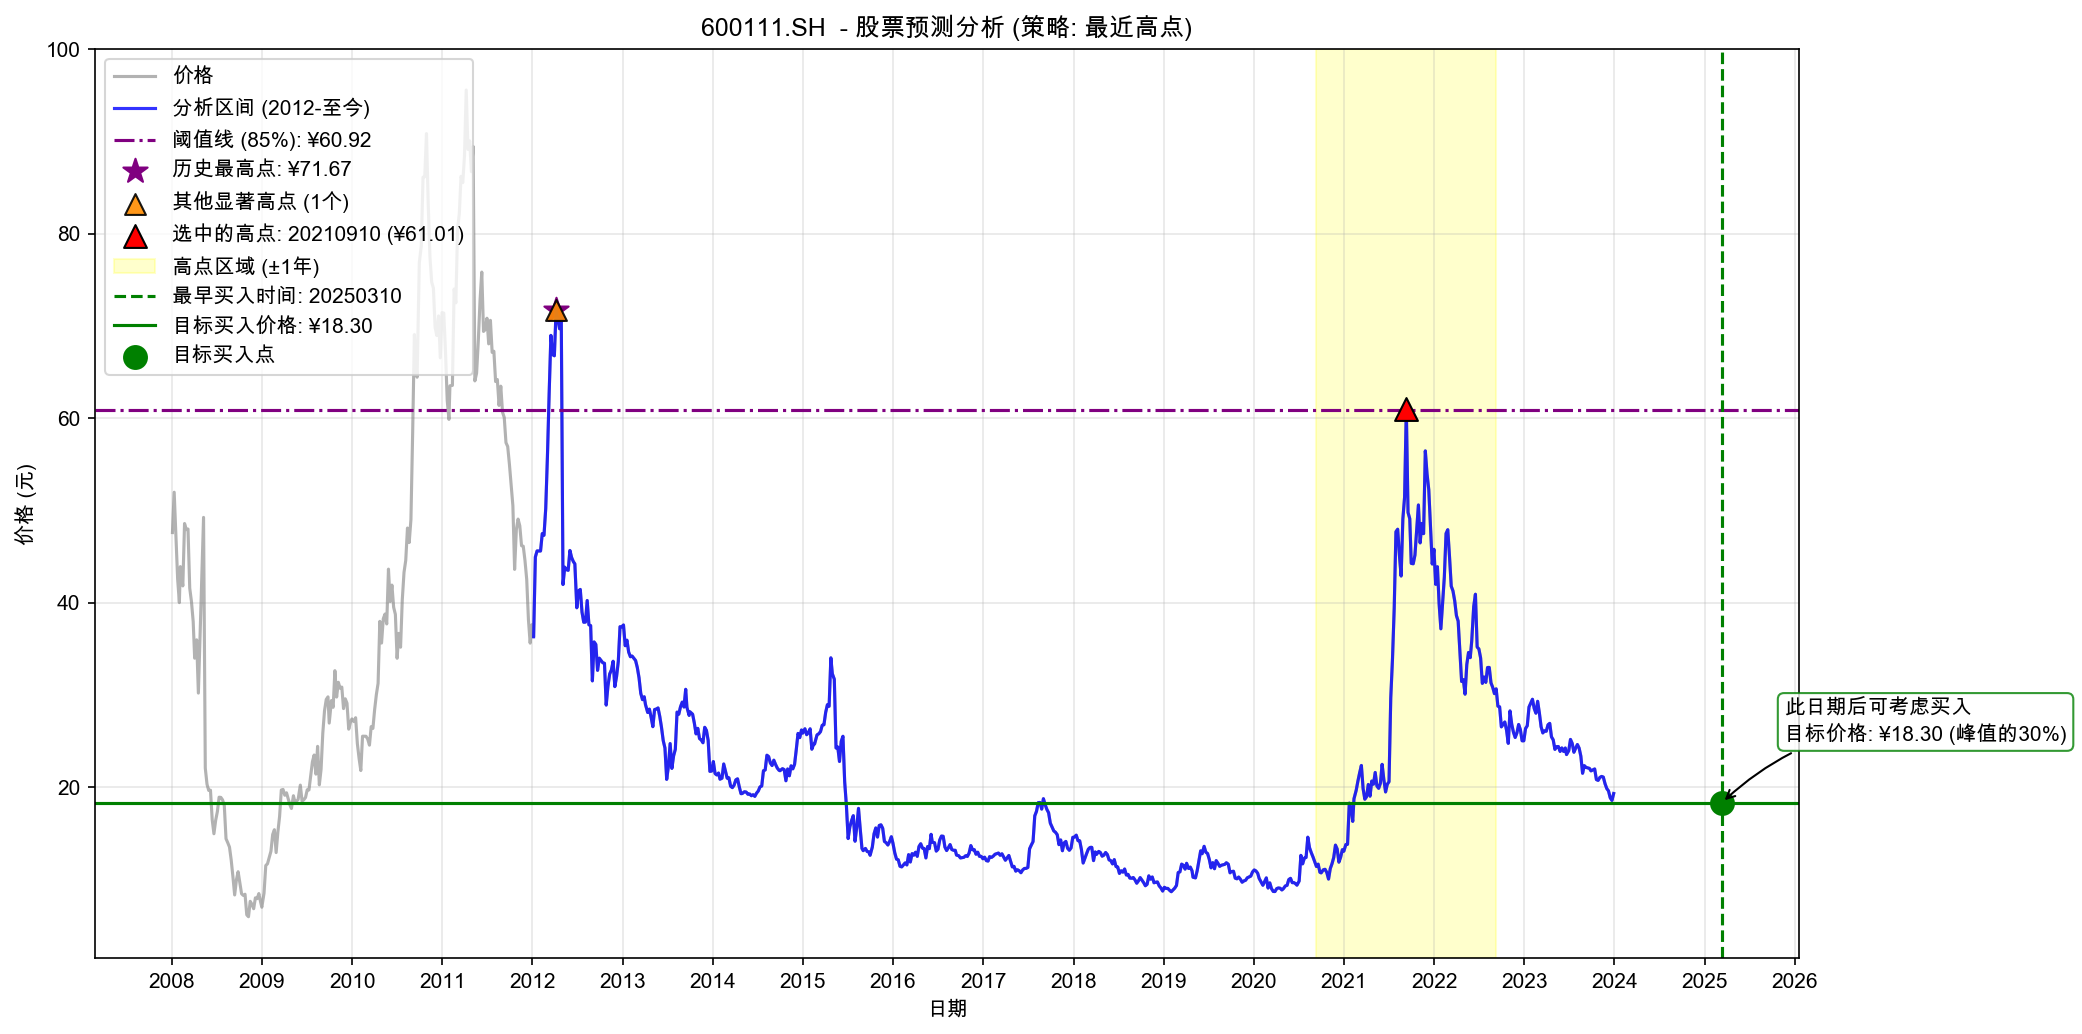 600111.SH - 股票预测分析 (策略: 最近高点)
价格
分析区间 (2012-至今)
阈值线 (85%): ¥60.92
历史最高点: ¥71.67
其他显著高点 (1个)
选中的高点: 20210910 (¥61.01)
高点区域 (±1年)
最早买入时间: 20250310
目标买入价格: ¥18.30
目标买入点
100
80
60
40
20
价格 (元)
此日期后可考虑买入
目标价格: ¥18.30 (峰值的30%)
2008 2009 2010 2011 2012 2013 2014 2015 2016 2017 2018 2019 2020 2021 2022 2023 2024 2025 2026
日期